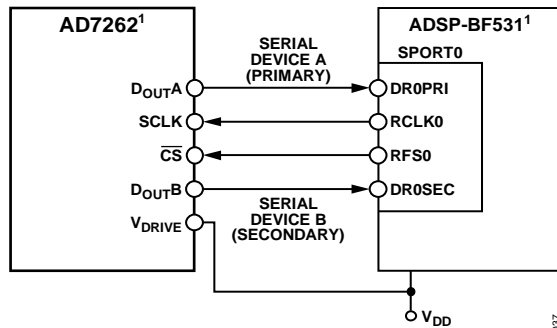 AD7262¹
ADSP-BF531¹
SPORT0
SERIAL
DEVICE A
(PRIMARY)
DOUTA
DR0PRI
SCLK
RCLK0
CS
RFS0
DOUTB
DR0SEC
SERIAL
DEVICE B
(SECONDARY)
VDRIVE
VDD